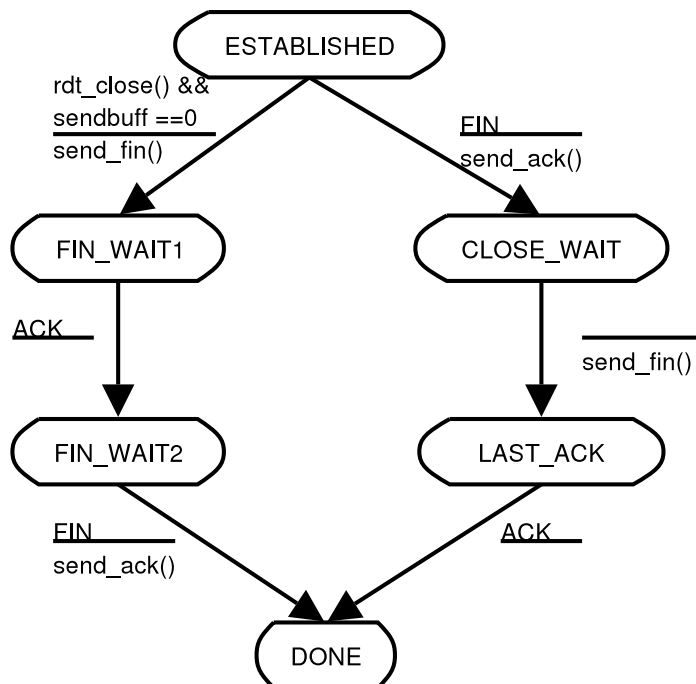 ESTABLISHED
rdt_close() &&
sendbuff ==0
send_fin()
FIN
send_ack()
FIN_WAIT1
CLOSE_WAIT
ACK
send_fin()
FIN_WAIT2
LAST_ACK
FIN
send_ack()
ACK
DONE